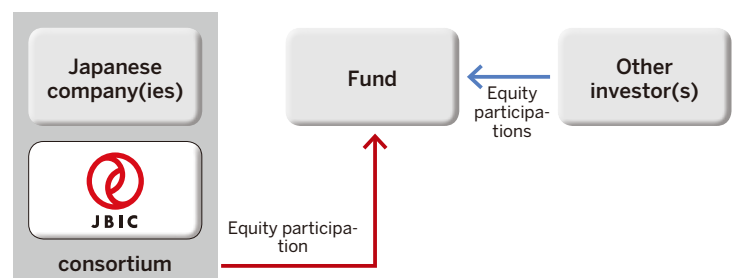 Japanese
company(ies)
JBIC
consortium
Equity participa-
tion
Fund
Equity
participa-
tions
Other
investor(s)